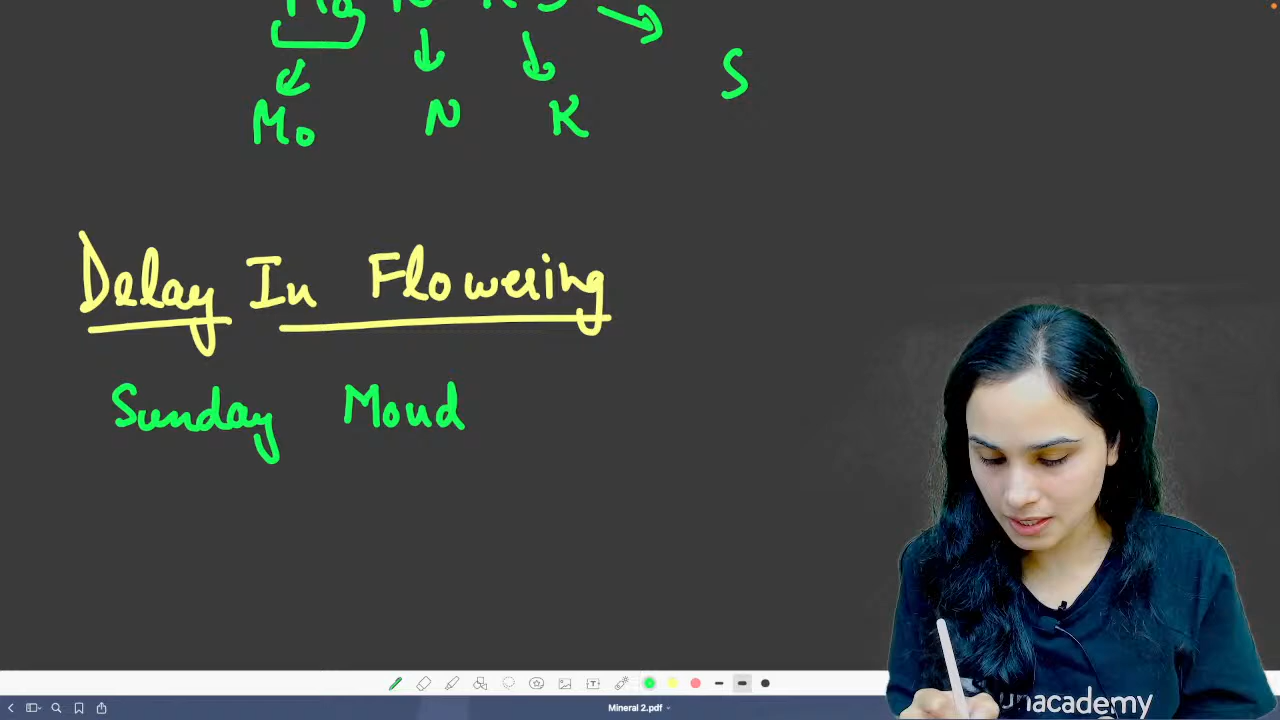 S
Mo N K
Delay In Flowering
Sunday Mond
unacademy
Mineral 2.pdf